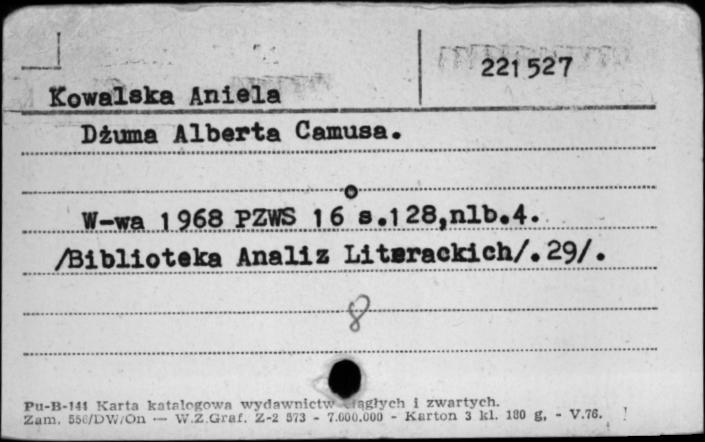 221527
Kowalska Aniela
Dżuma Alberta Camusa.
W-wa 1968 PZWS 16 s.128,nlb.4.
/Biblioteka Analiz Literackich/.29/.
8
Pu-B-141 Karta katalogowa wydawnictw ciągłych i zwartych.
Zam. 556/DW/On — W.Z.Graf. Z-2 573 - 7.000.000 - Karton 3 kl. 180 g, - V.76.